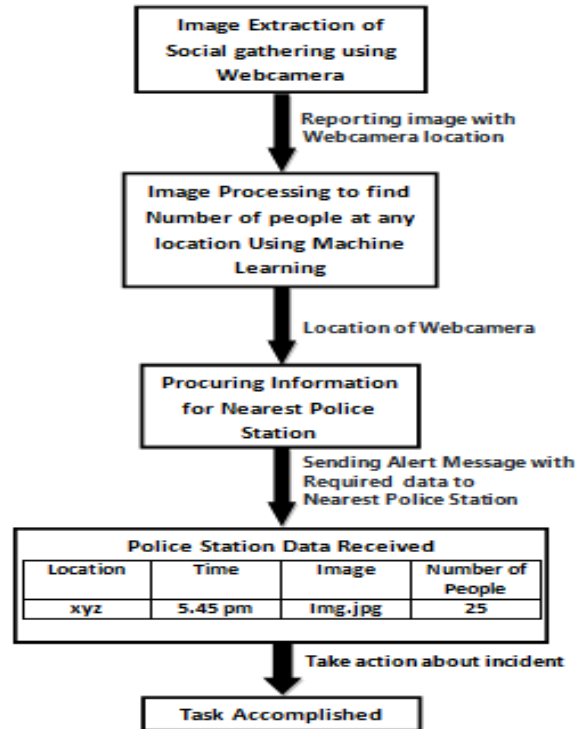 Image Extraction of
Social gathering using
Webcamera
Reporting image with
Webcamera location
Image Processing to find
Number of people at any
location Using Machine
Learning
Location of Webcamera
Procuring Information
for Nearest Police
Station
Sending Alert Message with
Required data to
Nearest Police Station
Police Station Data Received
Location Time Image Number of
People
xyz 5.45 pm Img.jpg 25
Take action about incident
Task Accomplished